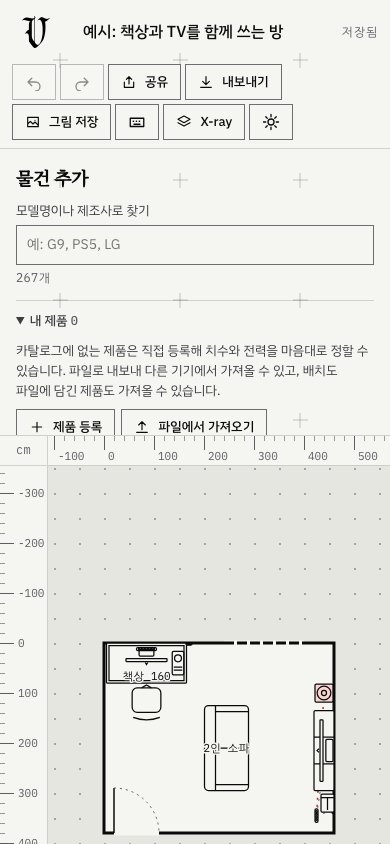 V
예시: 책상과 TV를 함께 쓰는 방
저장됨
공유
내보내기
그림 저장
X-ray
물건 추가
모델명이나 제조사로 찾기
예: G9, PS5, LG
267개
▼ 내 제품 0
카탈로그에 없는 제품은 직접 등록해 치수와 전력을 마음대로 정할 수
있습니다. 파일로 내보내 다른 기기에서 가져올 수 있고, 배치도
파일에 담긴 제품도 가져올 수 있습니다.
제품 등록
파일에서 가져오기
cm
-100 0 100 200 300 400 500
-300
-200
-100
0
책상 160
100
2인 소파
200
300
400